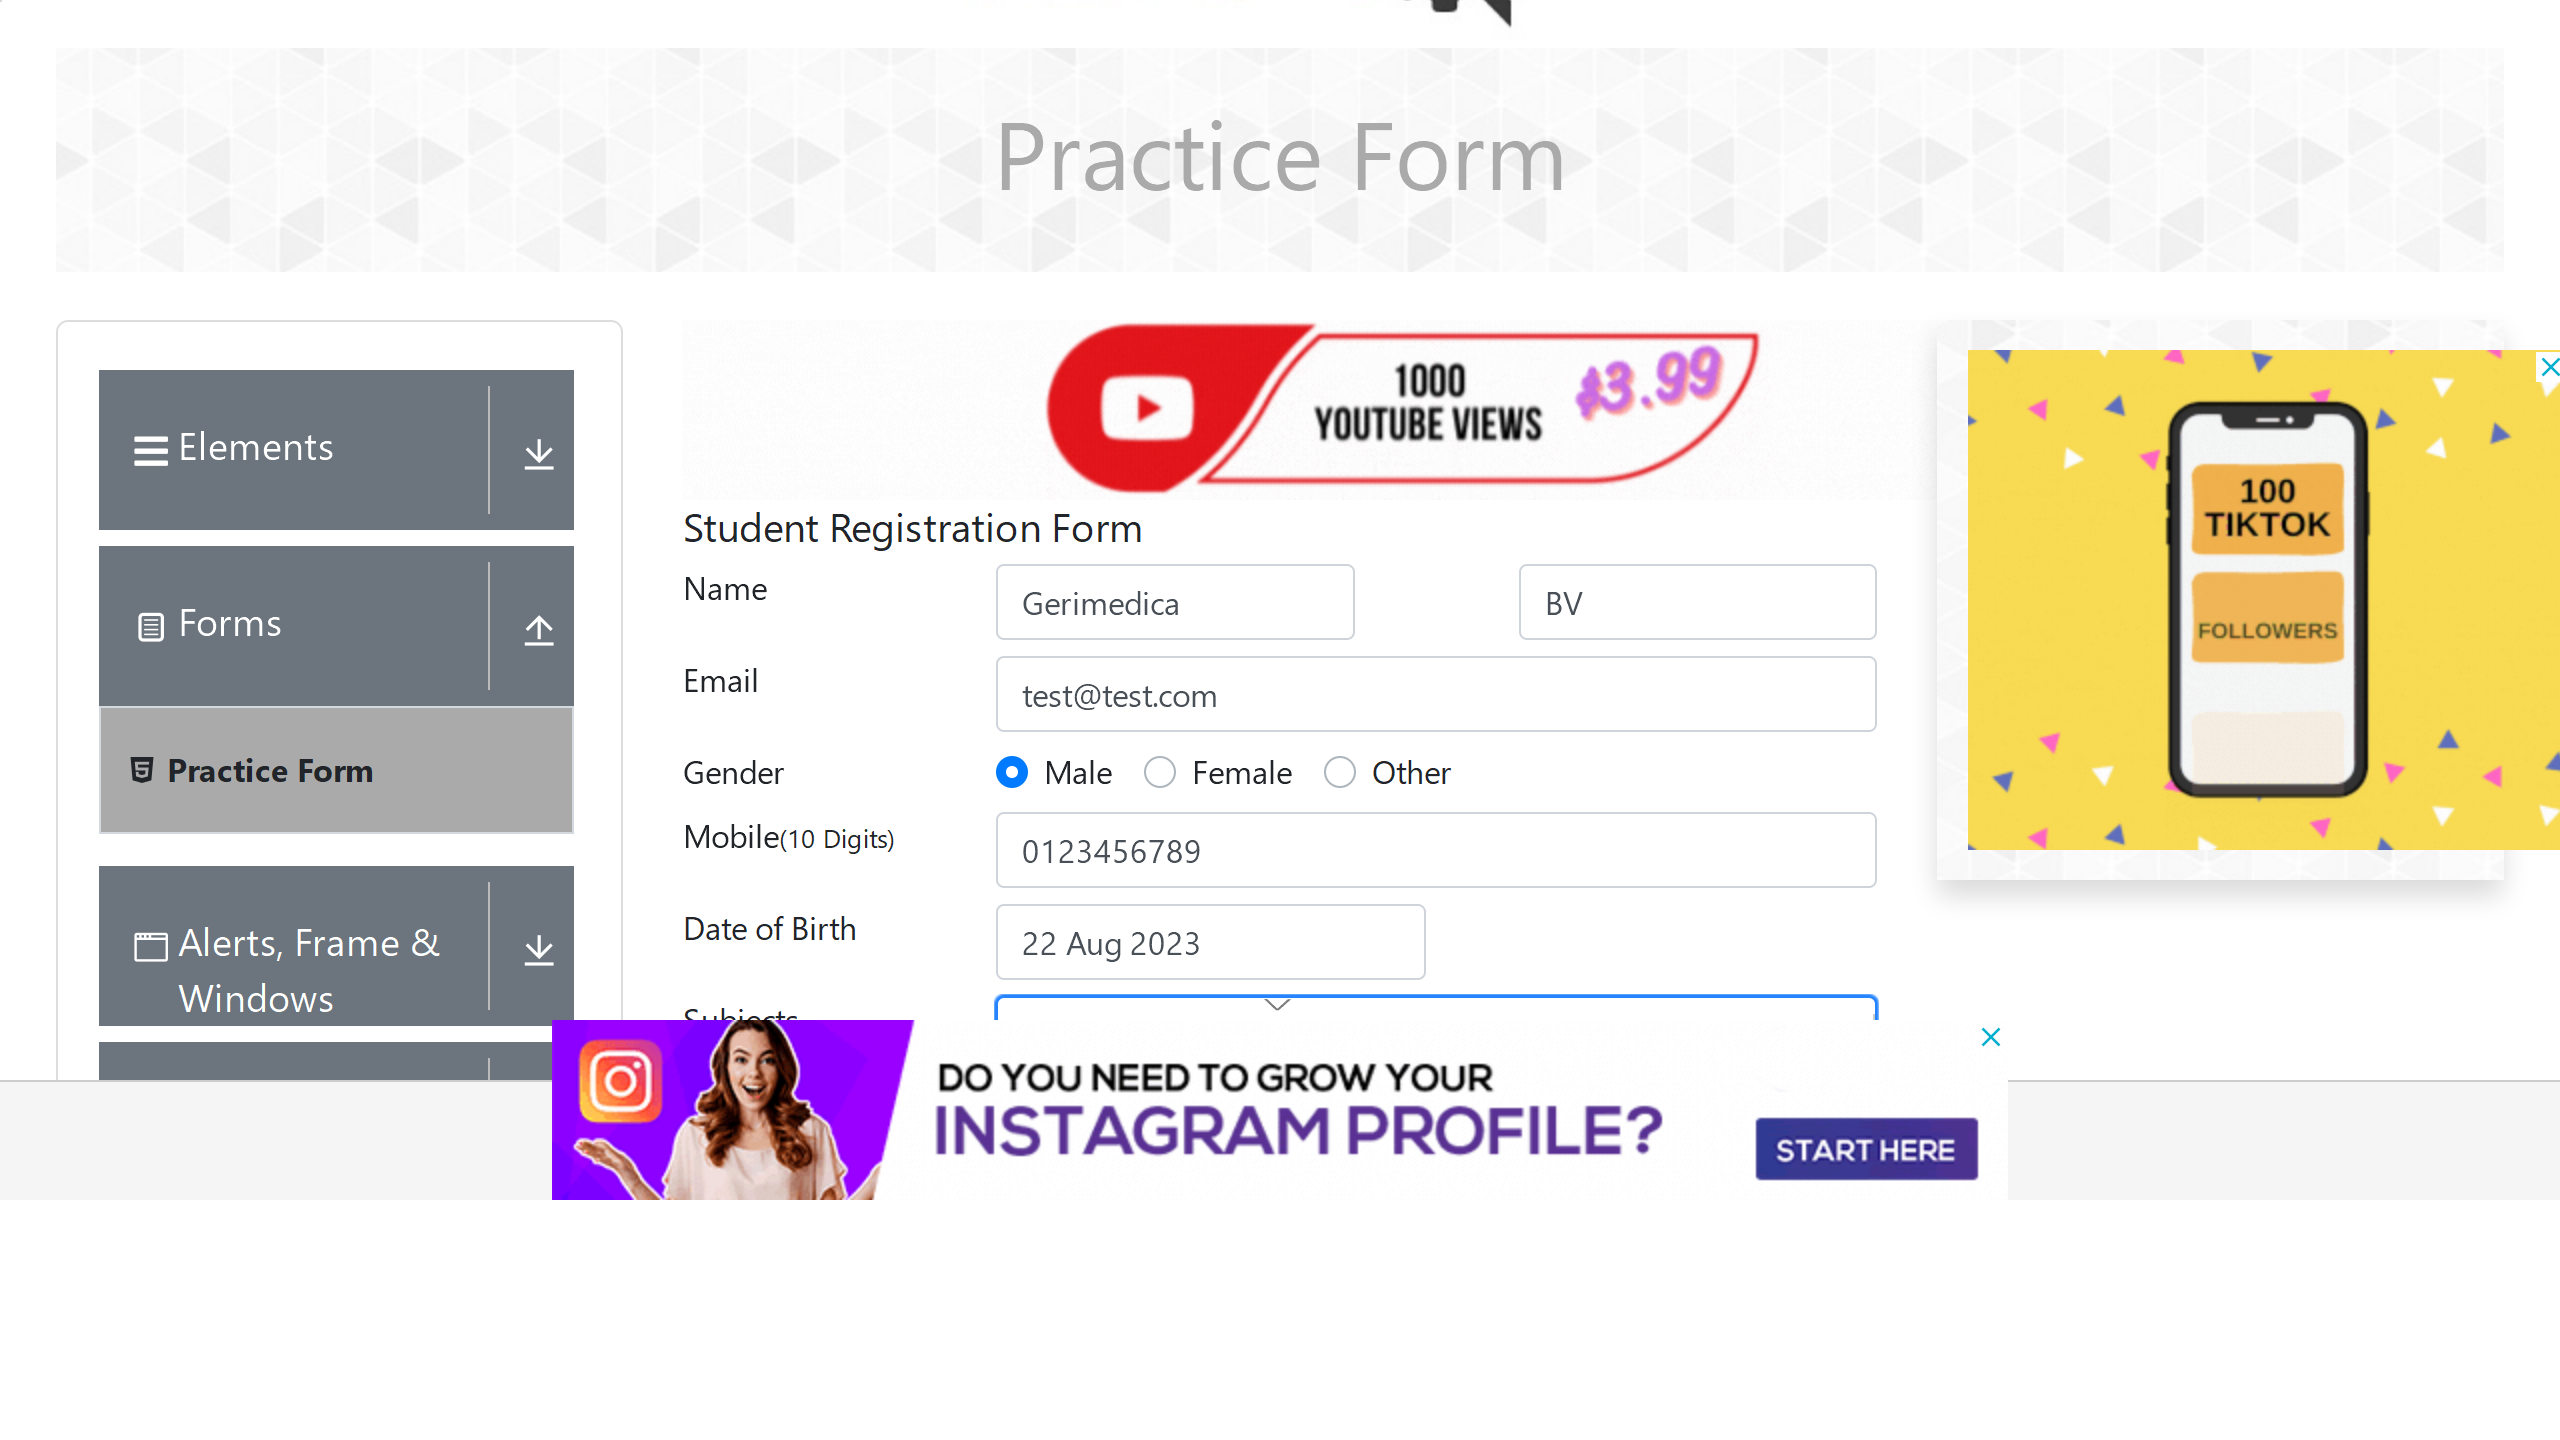 Practice Form
Elements
Forms
Practice Form
Alerts, Frame &
Windows
1000
YOUTUBE VIEWS
$3.99
Student Registration Form
Name
Gerimedica
BV
Email
test@test.com
Gender
Male
Female
Other
Mobile(10 Digits)
0123456789
Date of Birth
22 Aug 2023
Subjects
100
TIKTOK
FOLLOWERS
DO YOU NEED TO GROW YOUR
INSTAGRAM PROFILE?
START HERE